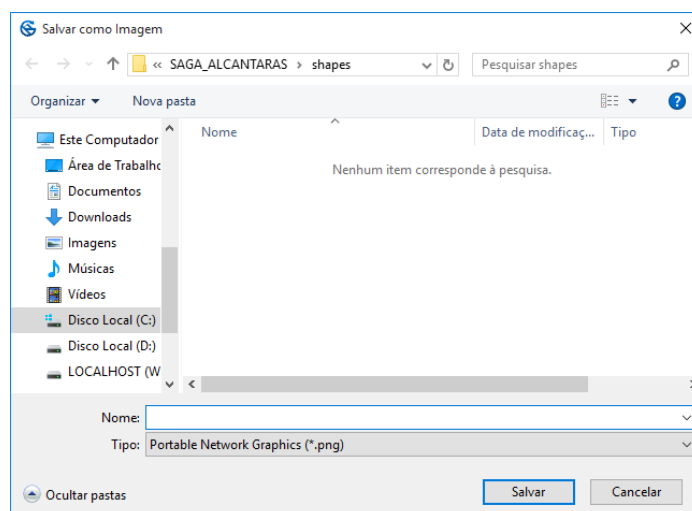 Salvar como Imagem
« SAGA_ALCANTARAS › shapes
Pesquisar shapes
Organizar
Nova pasta
?
Nome
Data de modificaç...
Tipo
Nenhum item corresponde à pesquisa.
Este Computador
Área de Trabalho
Documentos
Downloads
Imagens
Músicas
Vídeos
Disco Local (C:)
Disco Local (D:)
LOCALHOST (W
Nome:
Tipo: Portable Network Graphics (*.png)
Ocultar pastas
Salvar
Cancelar